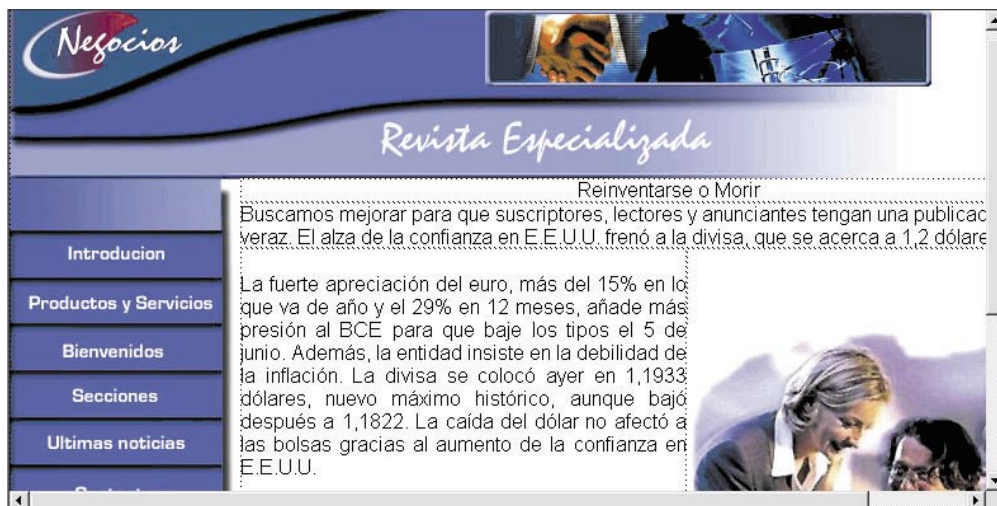 Negocios
Revista Especializada
Reinventarse o Morir
Buscamos mejorar para que suscriptores, lectores y anunciantes tengan una publicac
veraz. El alza de la confianza en E.E.U.U. frenó a la divisa, que se acerca a 1,2 dólare
Introducion
Productos y Servicios
Bienvenidos
Secciones
Ultimas noticias
La fuerte apreciación del euro, más del 15% en lo
que va de año y el 29% en 12 meses, añade más
presión al BCE para que baje los tipos el 5 de
junio. Además, la entidad insiste en la debilidad de
la inflación. La divisa se colocó ayer en 1,1933
dólares, nuevo máximo histórico, aunque bajó
después a 1,1822. La caída del dólar no afectó a
las bolsas gracias al aumento de la confianza en
E.E.U.U.